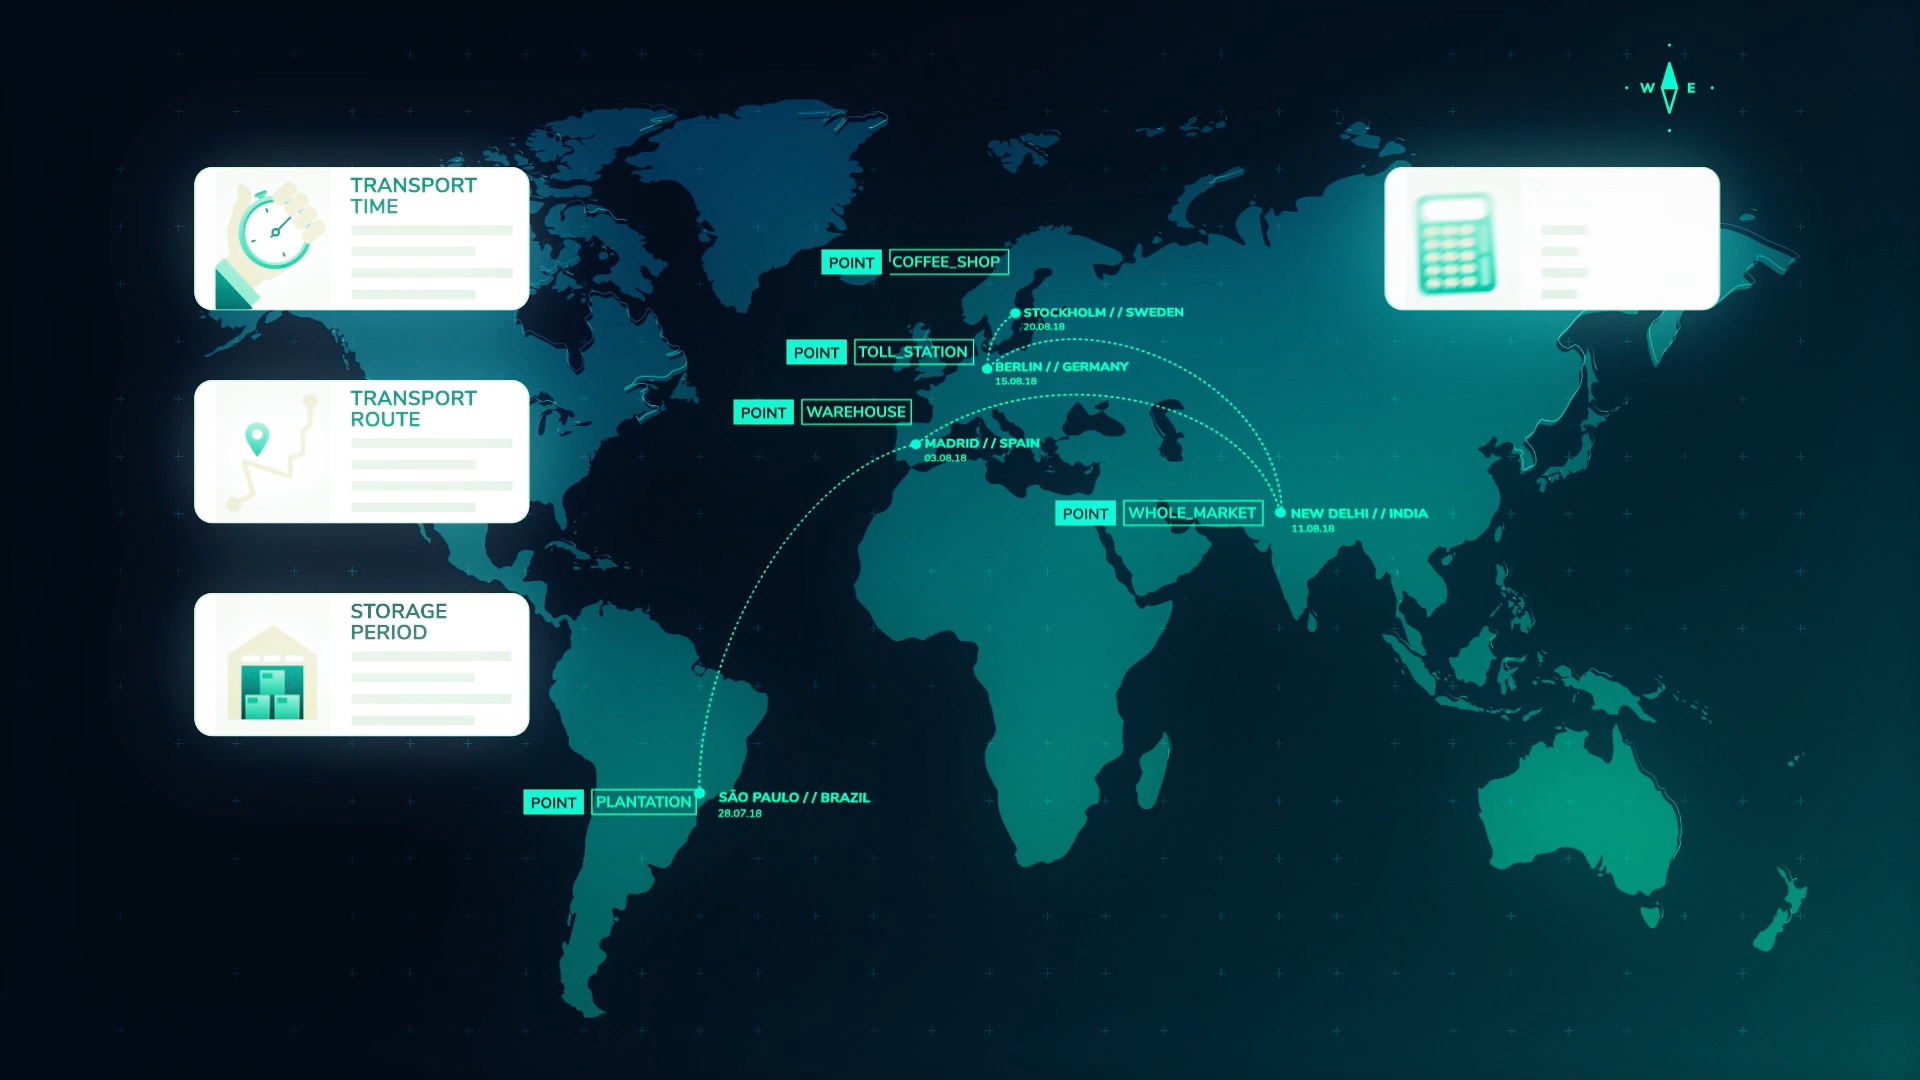 W E
TRANSPORT
TIME
POINT COFFEE_SHOP
STOCKHOLM // SWEDEN
20.08.18
POINT TOLL_STATION
BERLIN // GERMANY
15.08.18
TRANSPORT
ROUTE
POINT WAREHOUSE
MADRID // SPAIN
03.08.18
POINT WHOLE_MARKET
NEW DELHI // INDIA
11.08.18
STORAGE
PERIOD
POINT PLANTATION
SÃO PAULO // BRAZIL
28.07.18